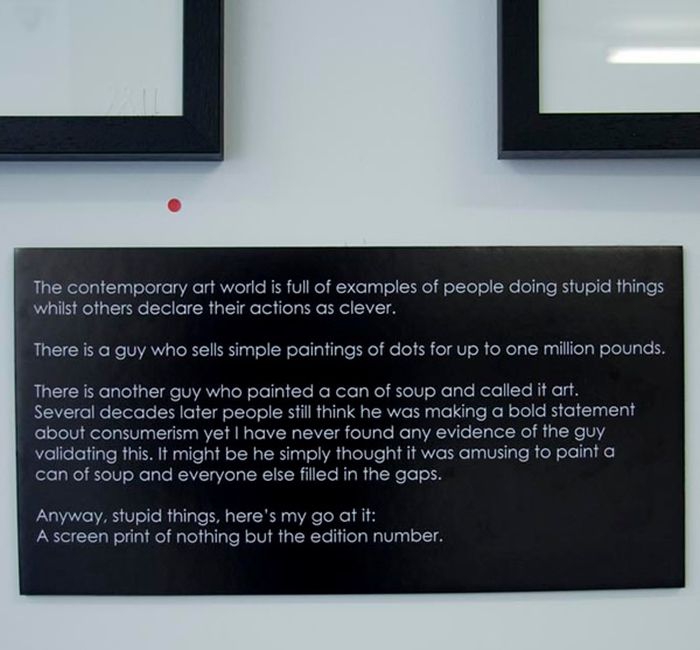 The contemporary art world is full of examples of people doing stupid things
whilst others declare their actions as clever.
There is a guy who sells simple paintings of dots for up to one million pounds.
There is another guy who painted a can of soup and called it art.
Several decades later people still think he was making a bold statement
about consumerism yet I have never found any evidence of the guy
validating this. It might be he simply thought it was amusing to paint a
can of soup and everyone else filled in the gaps.
Anyway, stupid things, here's my go at it:
A screen print of nothing but the edition number.